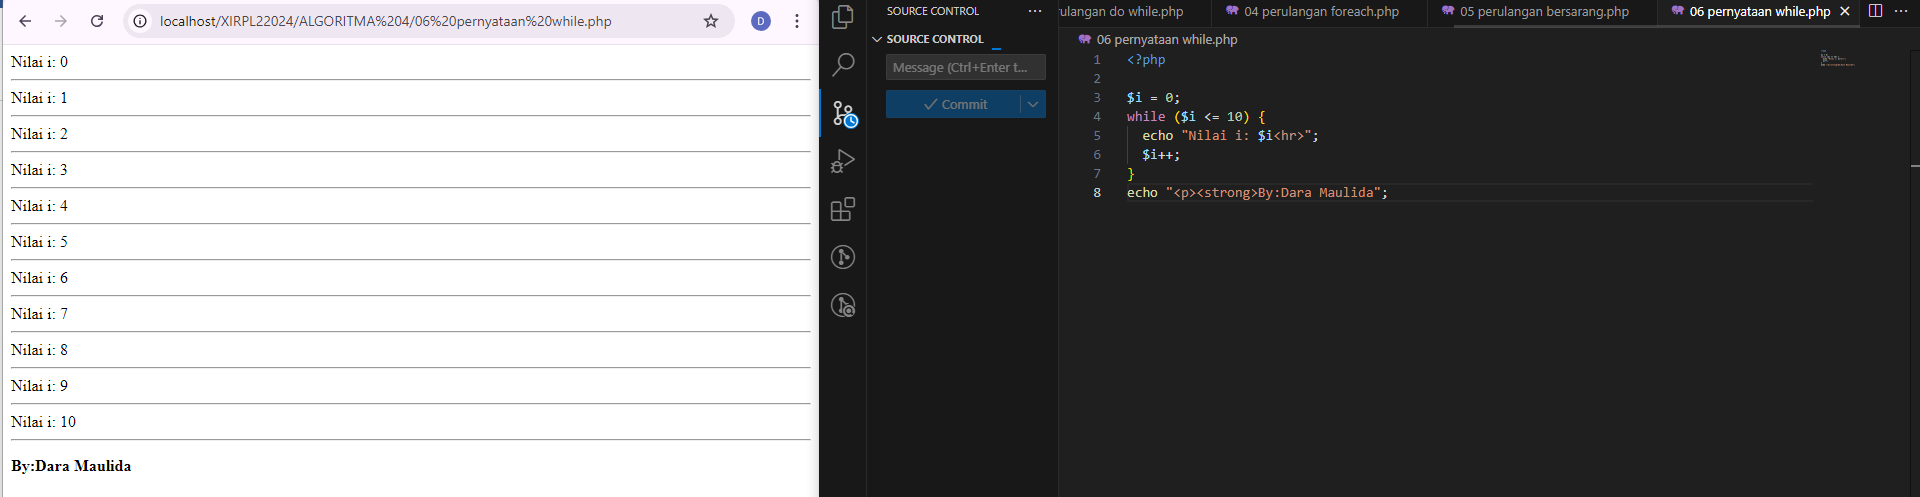 localhost/XIRPL22024/ALGORITMA%204/06%20pernyataan%20while.php
D
Nilai i: 0
Nilai i: 1
Nilai i: 2
Nilai i: 3
Nilai i: 4
Nilai i: 5
Nilai i: 6
Nilai i: 7
Nilai i: 8
Nilai i: 9
Nilai i: 10
By:Dara Maulida
SOURCE CONTROL
SOURCE CONTROL
Message (Ctrl+Enter t...
Commit
rulangan do while.php
04 perulangan foreach.php
05 perulangan bersarang.php
06 pernyataan while.php
06 pernyataan while.php
1 <?php
2
3 $i = 0;
4 while ($i <= 10) {
5 echo "Nilai i: $i<hr>";
6 $i++;
7 }
8 echo "<p><strong>By:Dara Maulida";